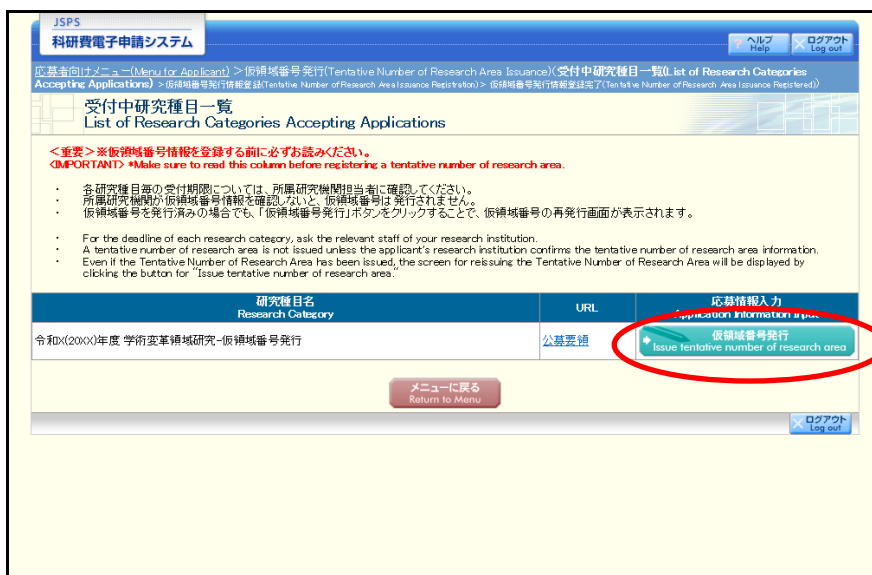 JSPS
科研費電子申請システム
? ヘルプ
Help
ログアウト
Log out
応募者向けメニュー(Menu for Applicant) ＞仮領域番号発行(Tentative Number of Research Area Issuance)(受付中研究種目一覧(List of Research Categories
Accepting Applications) ＞仮領域番号発行情報登録(Tentative Number of Research Area Issuance Registration)＞ 仮領域番号発行情報登録完了(Tentative Number of Research Area Issuance Registered))
受付中研究種目一覧
List of Research Categories Accepting Applications
＜重要＞※仮領域番号情報を登録する前に必ずお読みください。
<IMPORTANT> *Make sure to read this column before registering a tentative number of research area.
・ 各研究種目毎の受付期限については、所属研究機関担当者に確認してください。
・ 所属研究機関が仮領域番号情報を確認しないと、仮領域番号は発行されません。
・ 仮領域番号を発行済みの場合でも、「仮領域番号発行」ボタンをクリックすることで、仮領域番号の再発行画面が表示されます。
・ For the deadline of each research category, ask the relevant staff of your research institution.
・ A tentative number of research area is not issued unless the applicant's research institution confirms the tentative number of research area information.
・ Even if the Tentative Number of Research Area has been issued, the screen for reissuing the Tentative Number of Research Area will be displayed by
clicking the button for "Issue tentative number of research area."
研究種目名
Research Category
URL
応募情報入力
Application Information Input
令和X(20XX)年度 学術変革領域研究-仮領域番号発行
公募要領
仮領域番号発行
Issue tentative number of research area
メニューに戻る
Return to Menu
ログアウト
Log out